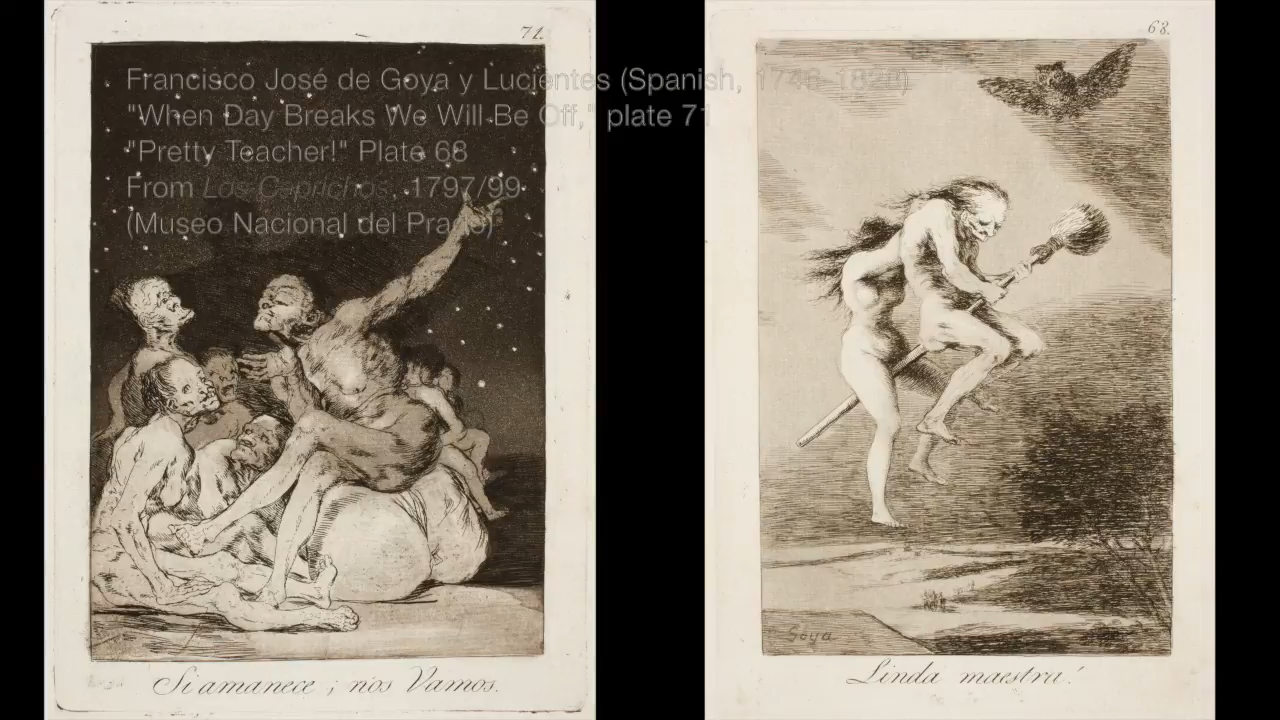 71.
68.
Francisco José de Goya y Lucientes (Spanish, 1746-1828)
"When Day Breaks We Will Be Off," plate 71
"Pretty Teacher!" Plate 68
From Los Caprichos, 1797/99
(Museo Nacional del Prado)
Goya
Si amanece ; nos Vamos.
Linda maestra!